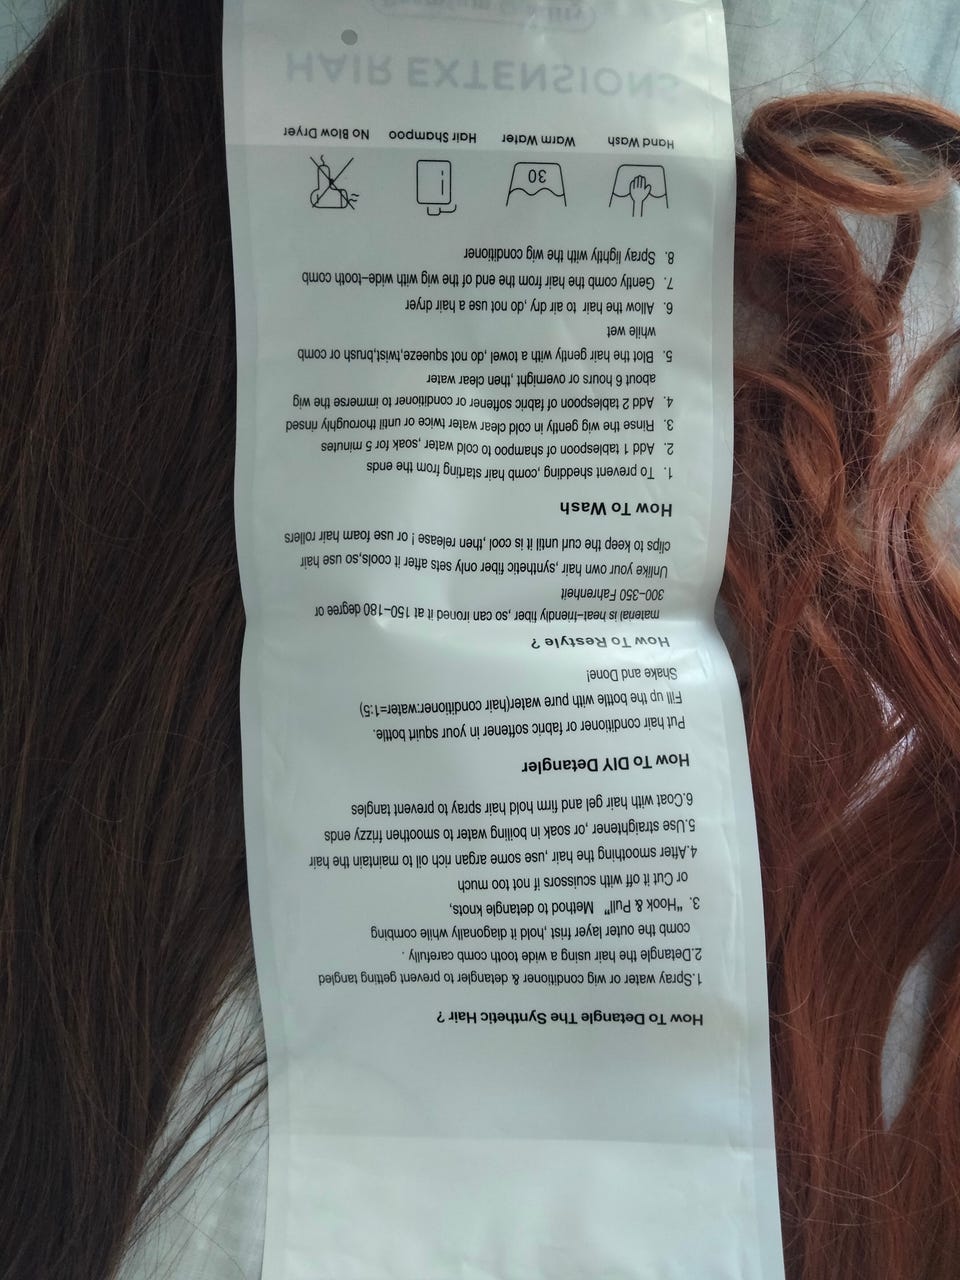 How To Detangle The Synthetic Hair ?
1.Spray water or wig conditioner & detangler to prevent getting tangled
2.Detangle the hair using a wide tooth comb carefully .
comb the outer layer frist ,hold it diagonally while combing
3. "Hook & Pull" Method to detangle knots,
or Cut it off with scuissors if not too much
4.After smoothing the hair ,use some argan rich oil to maintain the hair
5.Use straightener ,or soak in boiling water to smoothen frizzy ends
6.Coat with hair gel and firm hold hair spray to prevent tangles
How To DIY Detangler
Put hair conditioner or fabric softener in your squirt bottle.
Fill up the bottle with pure water(hair conditioner:water=1:5)
Shake and Done!
How To Restyle ?
material is heat-friendly fiber ,so can ironed it at 150-180 degree or
300-350 Fahrenheit
Unlike your own hair ,synthetic fiber only sets after it cools,so use hair
clips to keep the curl until it is cool ,then release ! or use foam hair rollers
How To Wash
1. To prevent shedding ,comb hair starting from the ends
2. Add 1 tablespoon of shampoo to cold water ,soak for 5 minutes
3. Rinse the wig gently in cold clear water twice or until thoroughly rinsed
4. Add 2 tablespoons of fabric softener or conditioner to immerse the wig
about 6 hours or overnight ,then clear water
5. Blot the hair gently with a towel ,do not squeeze,twist,brush or comb
while wet
6. Allow the hair to air dry ,do not use a hair dryer
7. Gently comb the hair from the end of the wig with wide-tooth comb
8. Spray lightly with the wig conditioner
30
Hand Wash Warm Water Hair Shampoo No Blow Dryer
HAIR EXTENSIONS